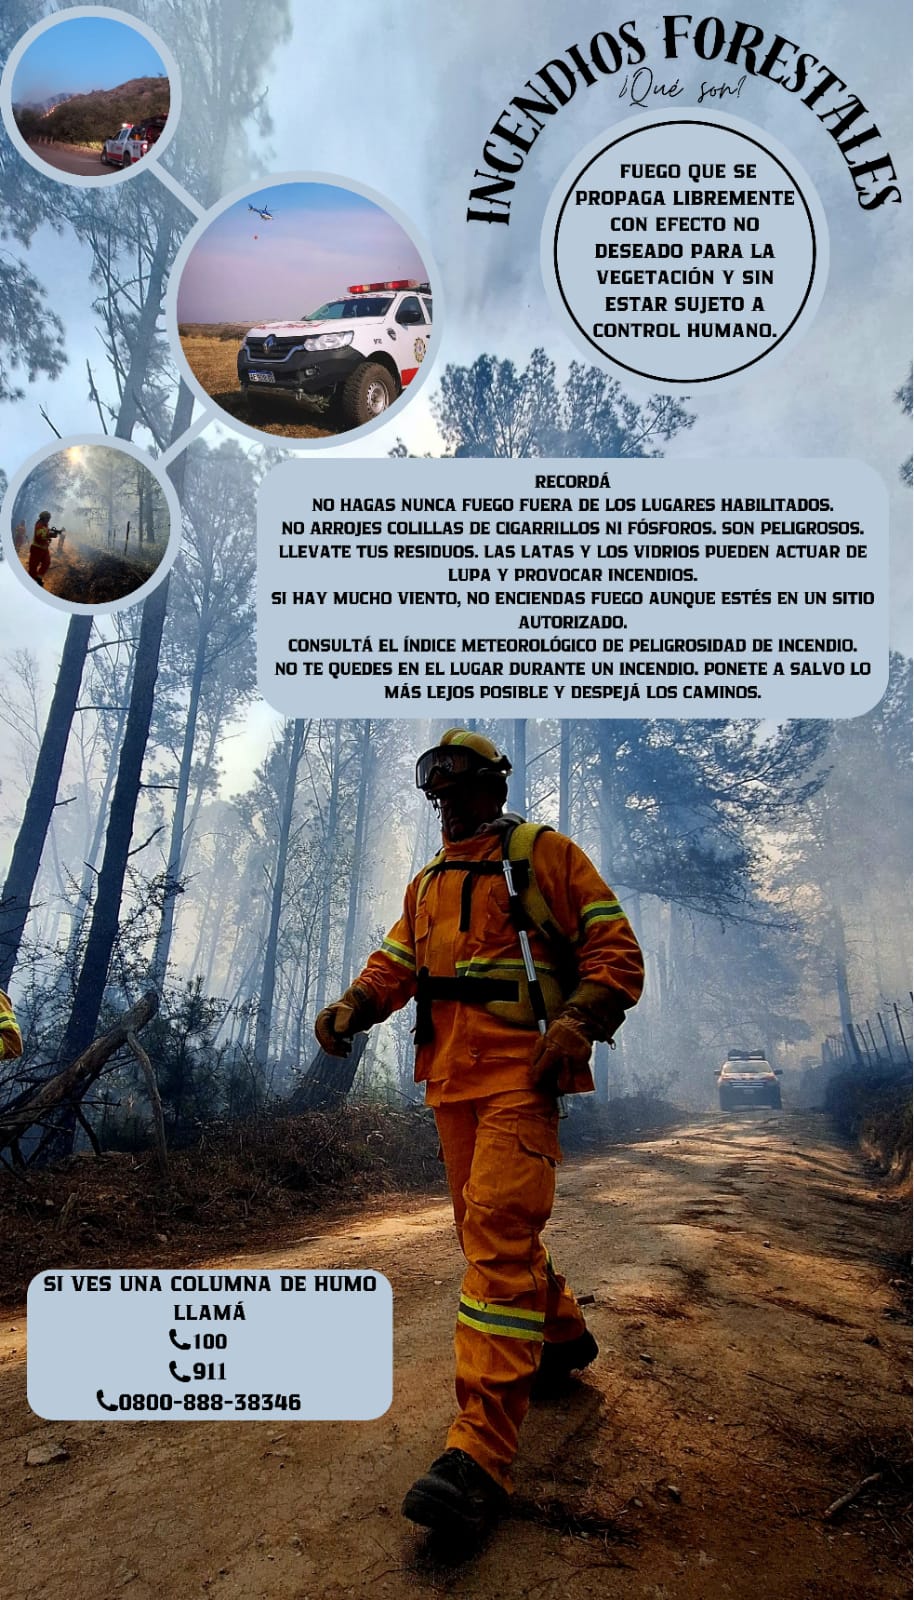 INCENDIOS FORESTALES
¿Qué son?
FUEGO QUE SE
PROPAGA LIBREMENTE
CON EFECTO NO
DESEADO PARA LA
VEGETACIÓN Y SIN
ESTAR SUJETO A
CONTROL HUMANO.
RECORDÁ
NO HAGAS NUNCA FUEGO FUERA DE LOS LUGARES HABILITADOS.
NO ARROJES COLILLAS DE CIGARRILLOS NI FÓSFOROS. SON PELIGROSOS.
LLEVATE TUS RESIDUOS. LAS LATAS Y LOS VIDRIOS PUEDEN ACTUAR DE
LUPA Y PROVOCAR INCENDIOS.
SI HAY MUCHO VIENTO, NO ENCIENDAS FUEGO AUNQUE ESTÉS EN UN SITIO
AUTORIZADO.
CONSULTÁ EL ÍNDICE METEOROLÓGICO DE PELIGROSIDAD DE INCENDIO.
NO TE QUEDES EN EL LUGAR DURANTE UN INCENDIO. PONETE A SALVO LO
MÁS LEJOS POSIBLE Y DESPEJÁ LOS CAMINOS.
SI VES UNA COLUMNA DE HUMO
LLAMÁ
100
911
0800-888-38346